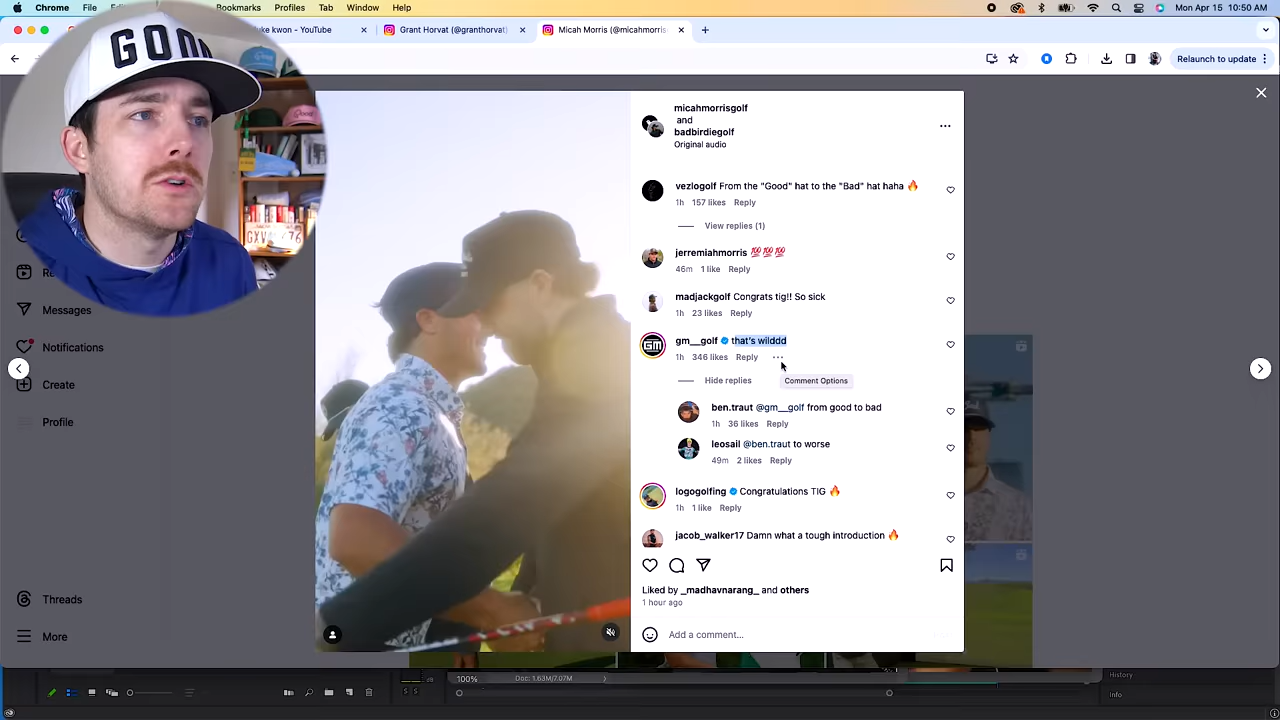 Chrome
Bookmarks Profiles Tab Window Help
Mon Apr 15 10:50 AM
uke kwon - YouTube
Grant Horvat (@granthorvat)
Micah Morris (@micahmorris
Relaunch to update
GOOD
GXV 676
Messages
Notifications
Create
Profile
Threads
More
micahmorrisgolf
and
badbirdiegolf
Original audio
vezlogolf From the "Good" hat to the "Bad" hat haha 🔥
1h 157 likes Reply
View replies (1)
jerremiahmorris 💯💯💯
46m 1 like Reply
madjackgolf Congrats tig!! So sick
1h 23 likes Reply
GM
gm__golf that's wilddd
1h 346 likes Reply
Hide replies
Comment Options
ben.traut @gm__golf from good to bad
1h 36 likes Reply
leosail @ben.traut to worse
49m 2 likes Reply
logogolfing Congratulations TIG 🔥
1h 1 like Reply
jacob_walker17 Damn what a tough introduction 🔥
Liked by _madhavnarang_ and others
1 hour ago
Add a comment...
100% Doc: 1.63M/7.07M
History
Info